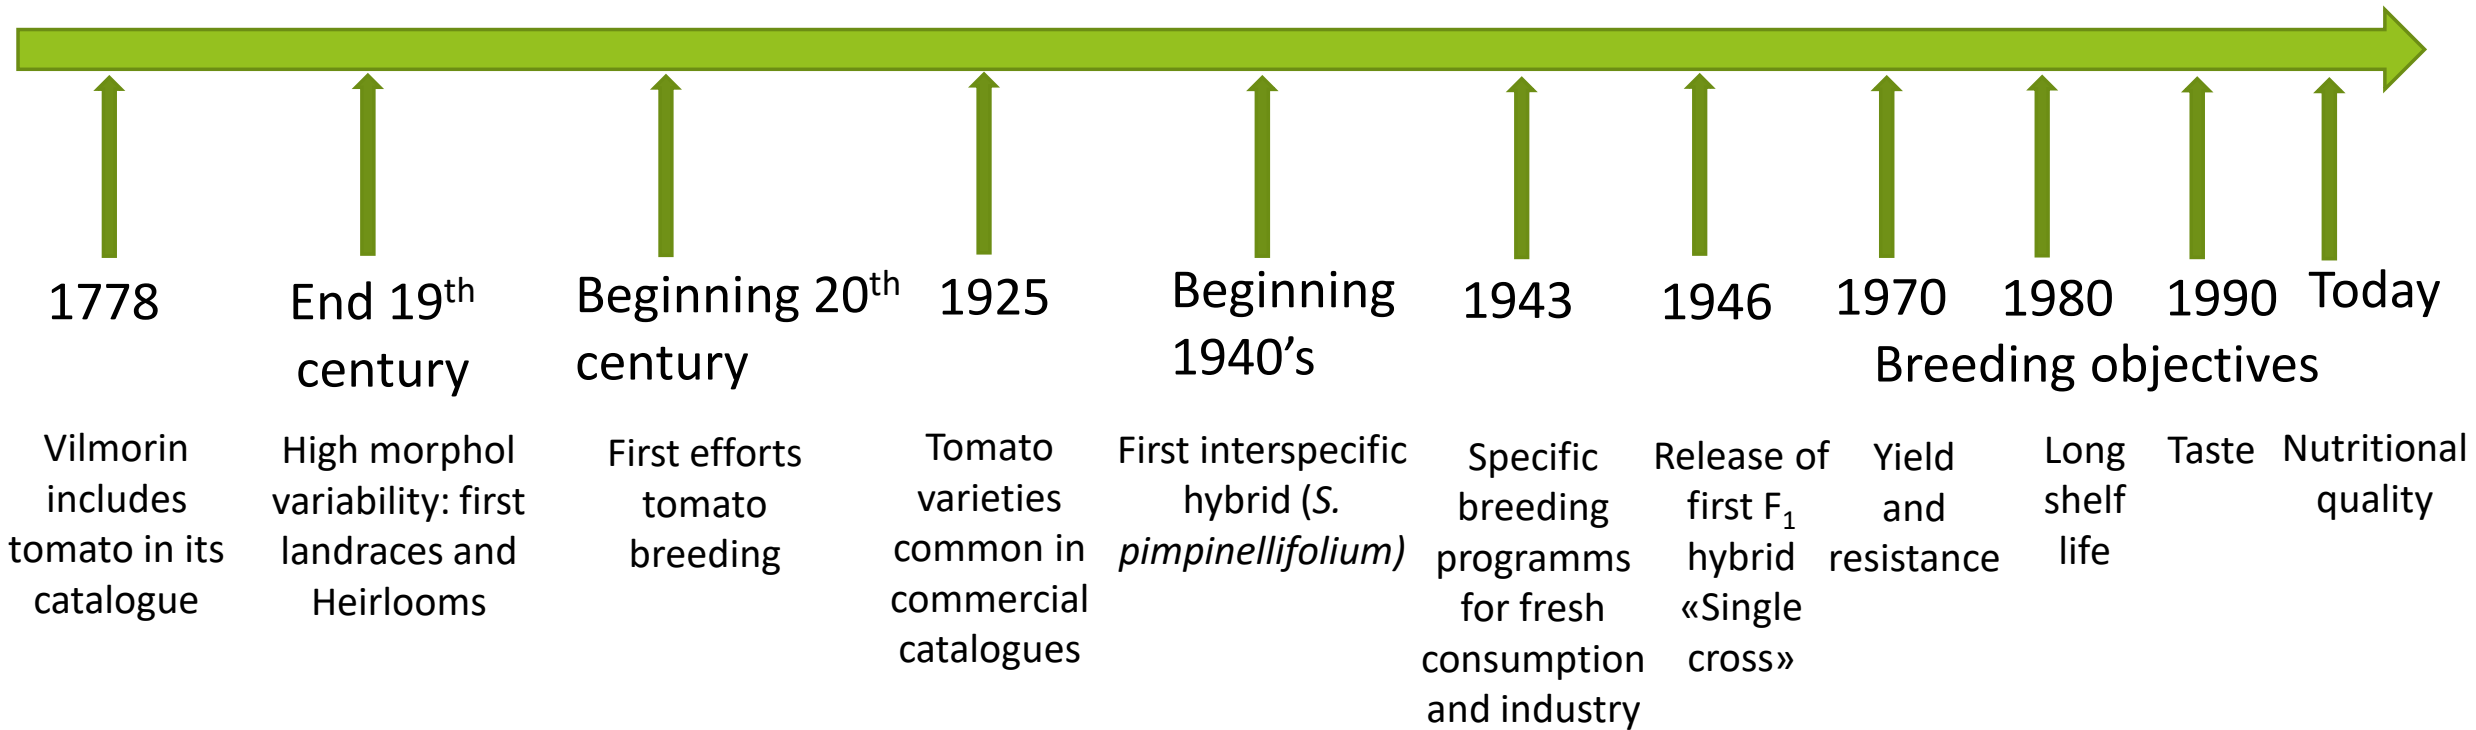 1778
End 19th
century
Beginning 20th
century
1925
Beginning
1940’s
1943
1946
1970
1980
1990
Today
Breeding objectives
Vilmorin
includes
tomato in its
catalogue
High morphol
variability: first
landraces and
Heirlooms
First efforts
tomato
breeding
Tomato
varieties
common in
commercial
catalogues
First interspecific
hybrid (S.
pimpinellifolium)
Specific
breeding
programms
for fresh
consumption
and industry
Release of
first F1
hybrid
«Single
cross»
Yield
and
resistance
Long
shelf
life
Taste
Nutritional
quality